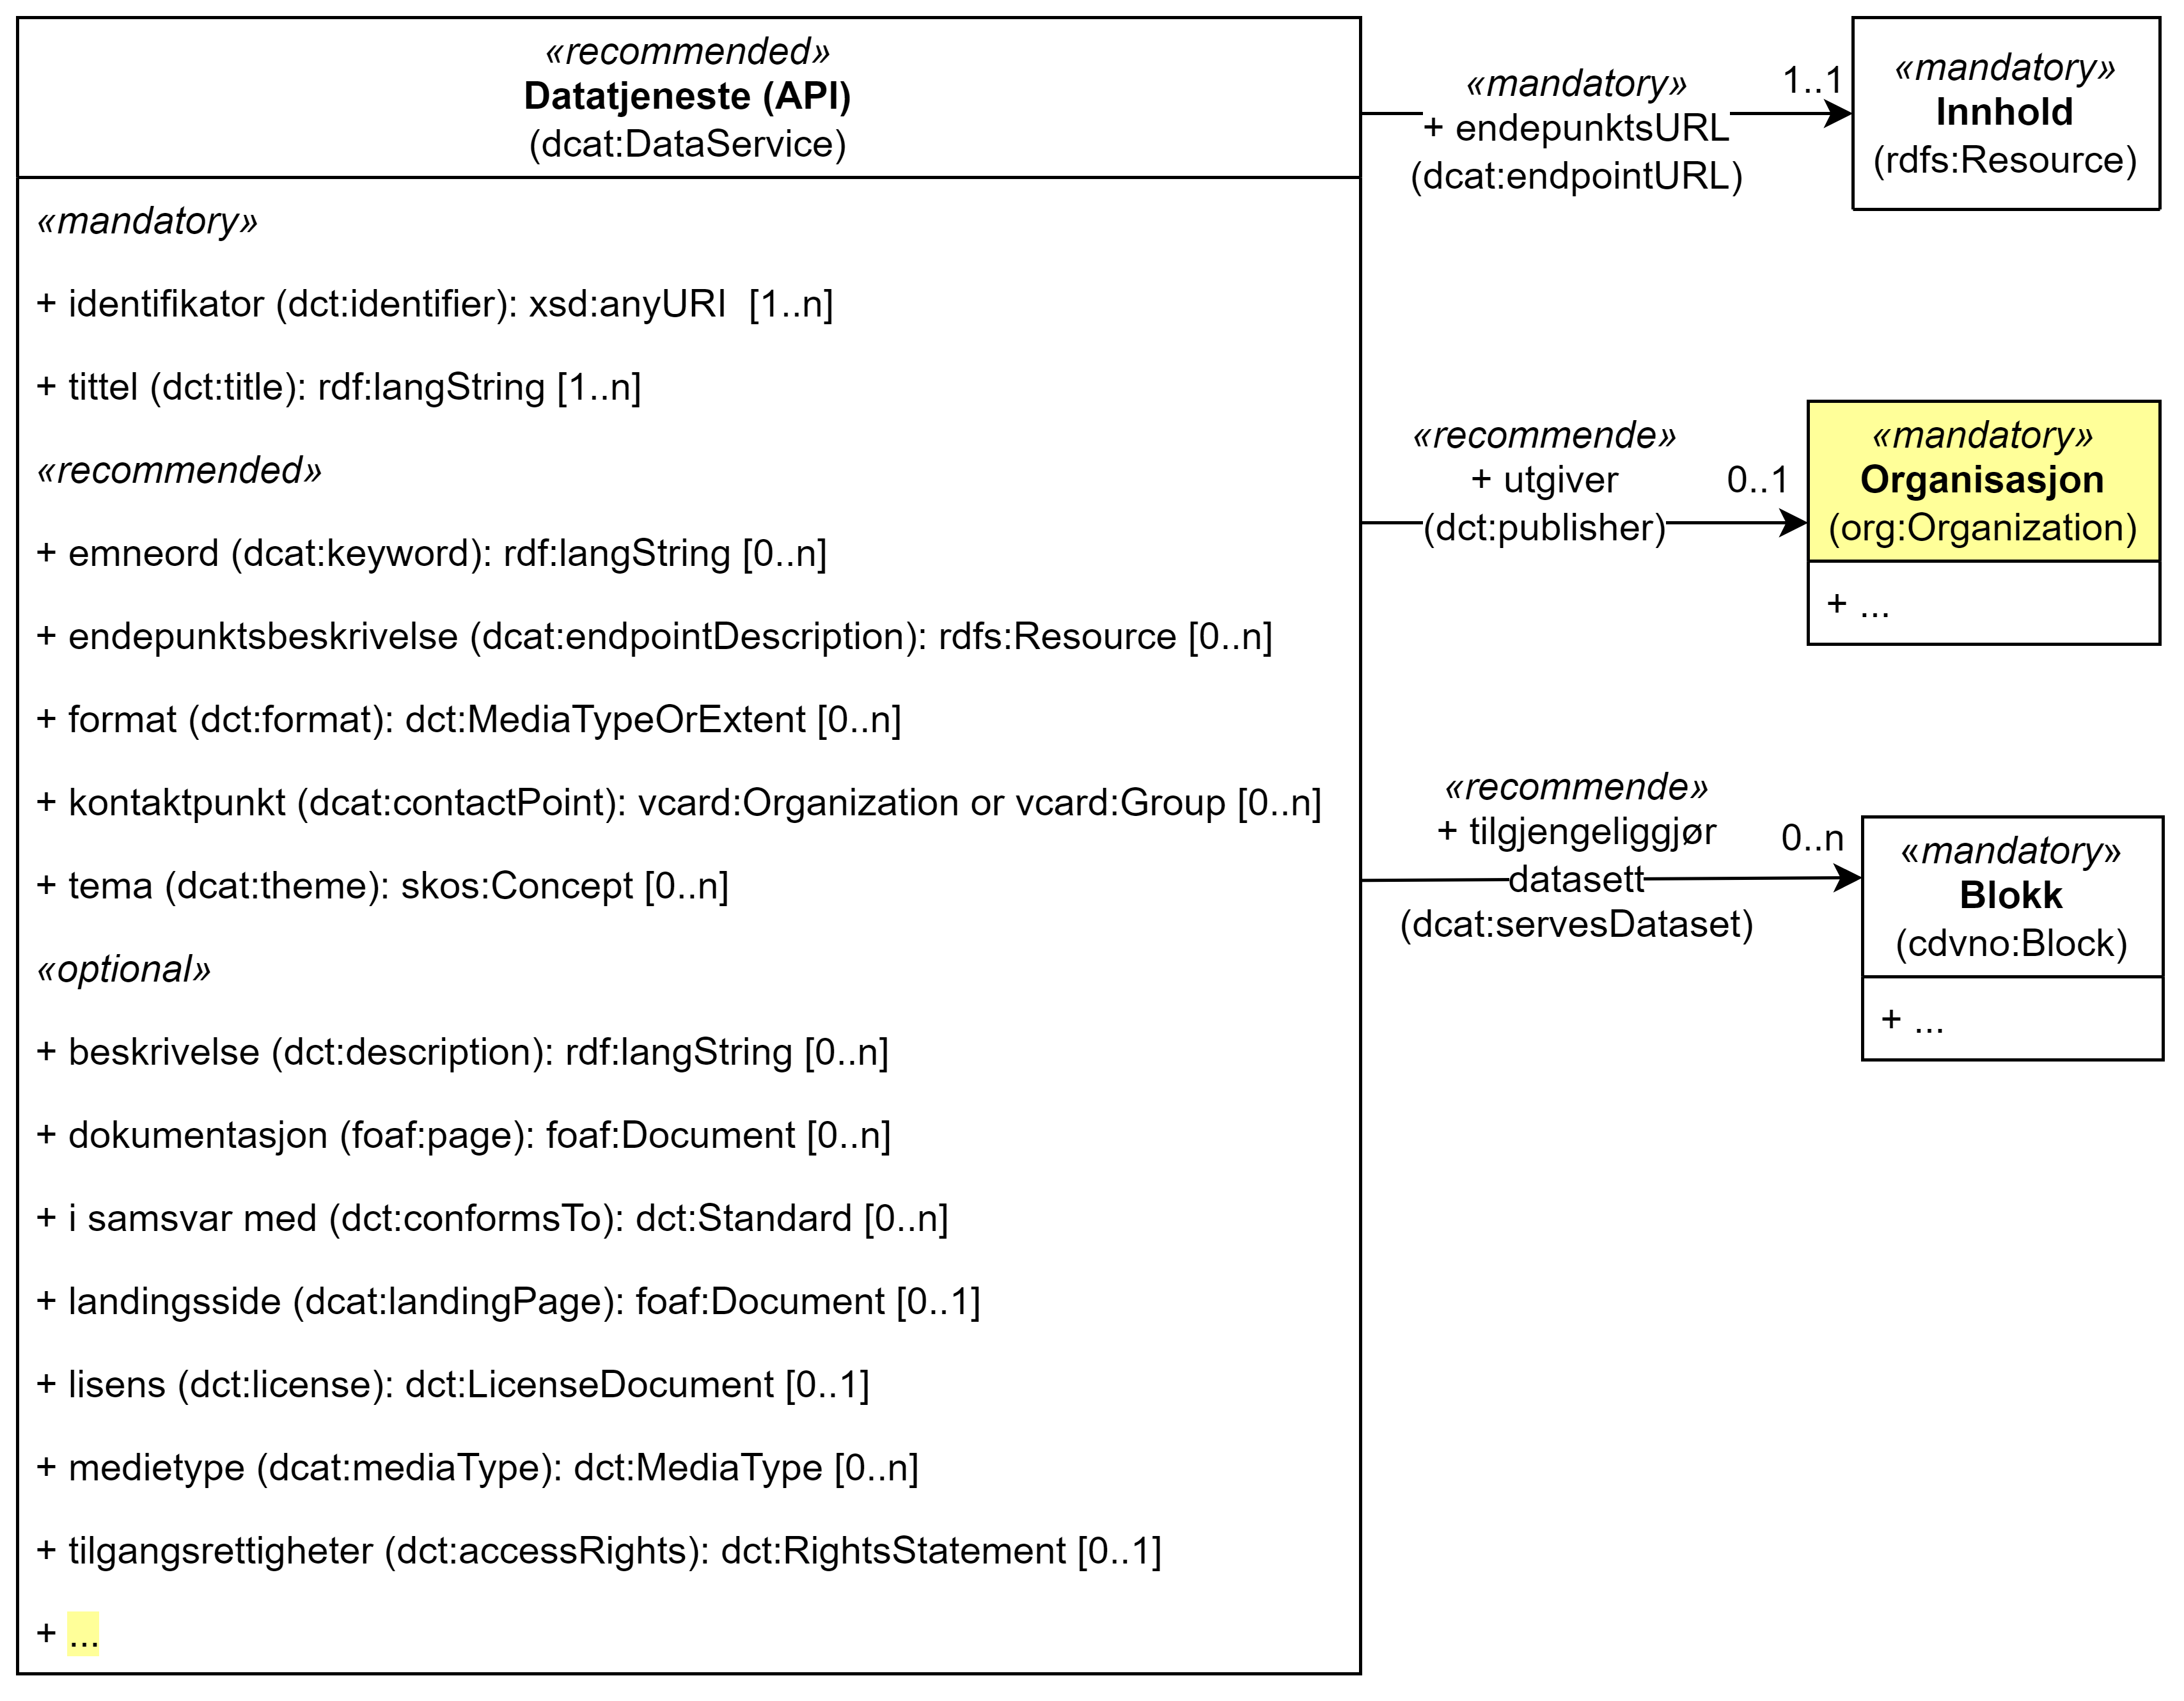 «recommended»
Datatjeneste (API)
(dcat:DataService)
«mandatory»
+ identifikator (dct:identifier): xsd:anyURI  [1..n]
+ tittel (dct:title): rdf:langString [1..n]
«recommended»
+ emneord (dcat:keyword): rdf:langString [0..n]
+ endepunktsbeskrivelse (dcat:endpointDescription): rdfs:Resource [0..n]
+ format (dct:format): dct:MediaTypeOrExtent [0..n]
+ kontaktpunkt (dcat:contactPoint): vcard:Organization or vcard:Group [0..n]
+ tema (dcat:theme): skos:Concept [0..n]
«optional»
+ beskrivelse (dct:description): rdf:langString [0..n]
+ dokumentasjon (foaf:page): foaf:Document [0..n]
+ i samsvar med (dct:conformsTo): dct:Standard [0..n]
+ landingsside (dcat:landingPage): foaf:Document [0..1]
+ lisens (dct:license): dct:LicenseDocument [0..1]
+ medietype (dcat:mediaType): dct:MediaType [0..n]
+ tilgangsrettigheter (dct:accessRights): dct:RightsStatement [0..1]
+ ...
«mandatory»
+ endepunktsURL
(dcat:endpointURL)
1..1
«mandatory»
Innhold
(rdfs:Resource)
«recommende»
+ utgiver
(dct:publisher)
0..1
«mandatory»
Organisasjon
(org:Organization)
+ ...
«recommende»
+ tilgjengeliggjør
datasett
(dcat:servesDataset)
0..n
«mandatory»
Blokk
(cdvno:Block)
+ ...